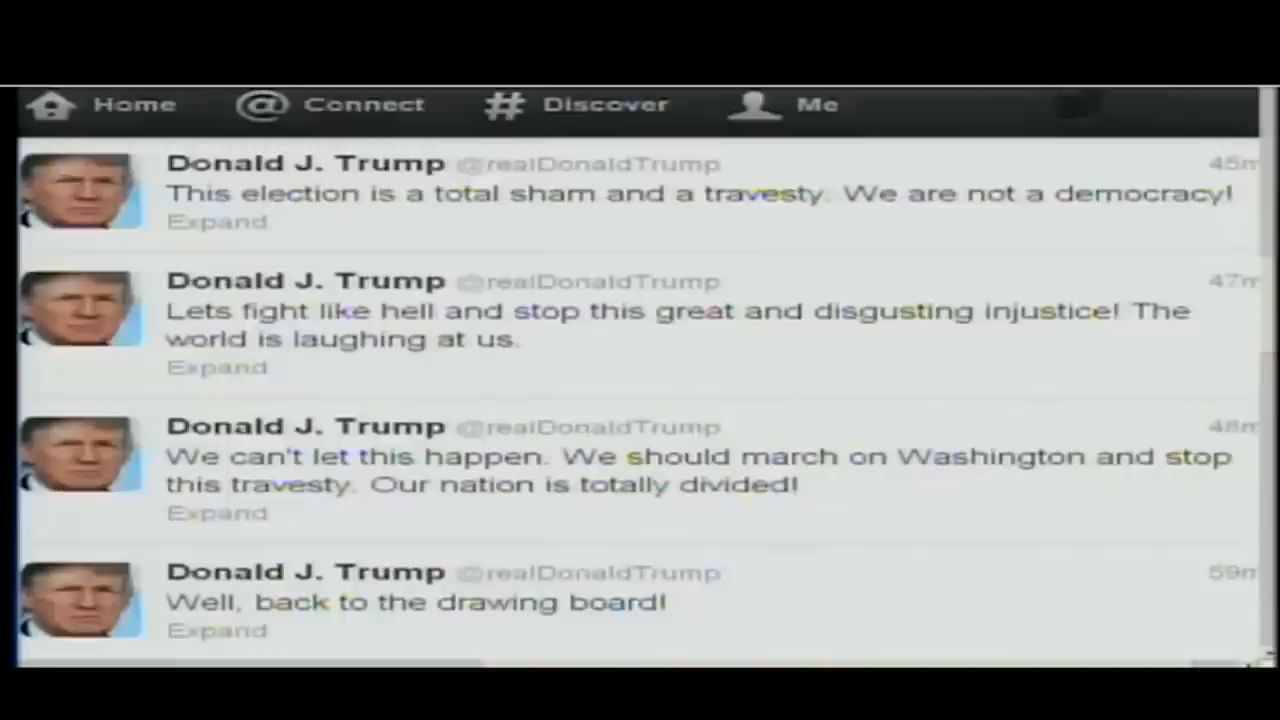 Home @ Connect # Discover Me
Donald J. Trump @realDonaldTrump 45m
This election is a total sham and a travesty. We are not a democracy!
Expand
Donald J. Trump @realDonaldTrump 47m
Lets fight like hell and stop this great and disgusting injustice! The
world is laughing at us.
Expand
Donald J. Trump @realDonaldTrump 48m
We can't let this happen. We should march on Washington and stop
this travesty. Our nation is totally divided!
Expand
Donald J. Trump @realDonaldTrump 59m
Well, back to the drawing board!
Expand